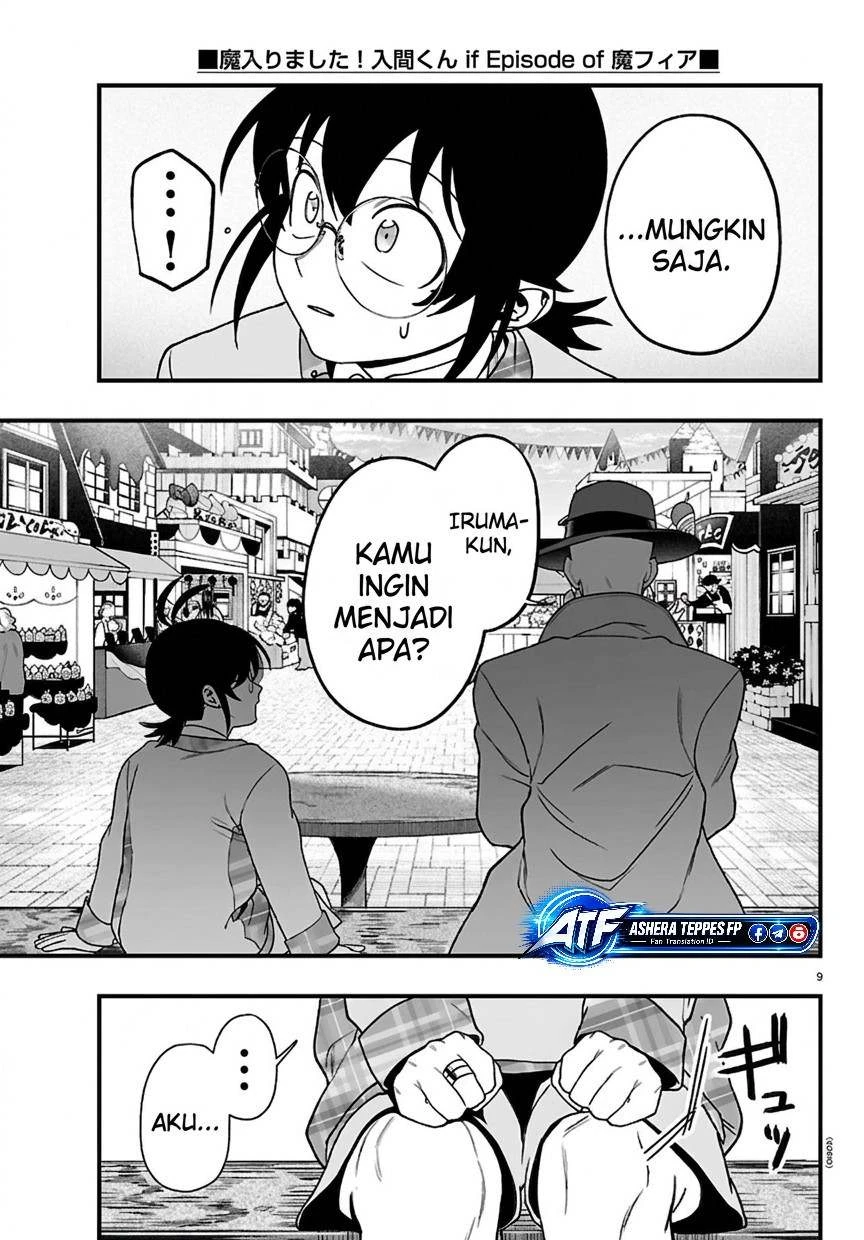 ■魔入りました！入間くん if Episode of 魔フィア■
...MUNGKIN
SAJA.
...!
IRUMA-
KUN,
KAMU
INGIN
MENJADI
APA?
ATF
ASHERA TEPPES FP
Fan Translation ID
9
...
AKU...
ギュッ